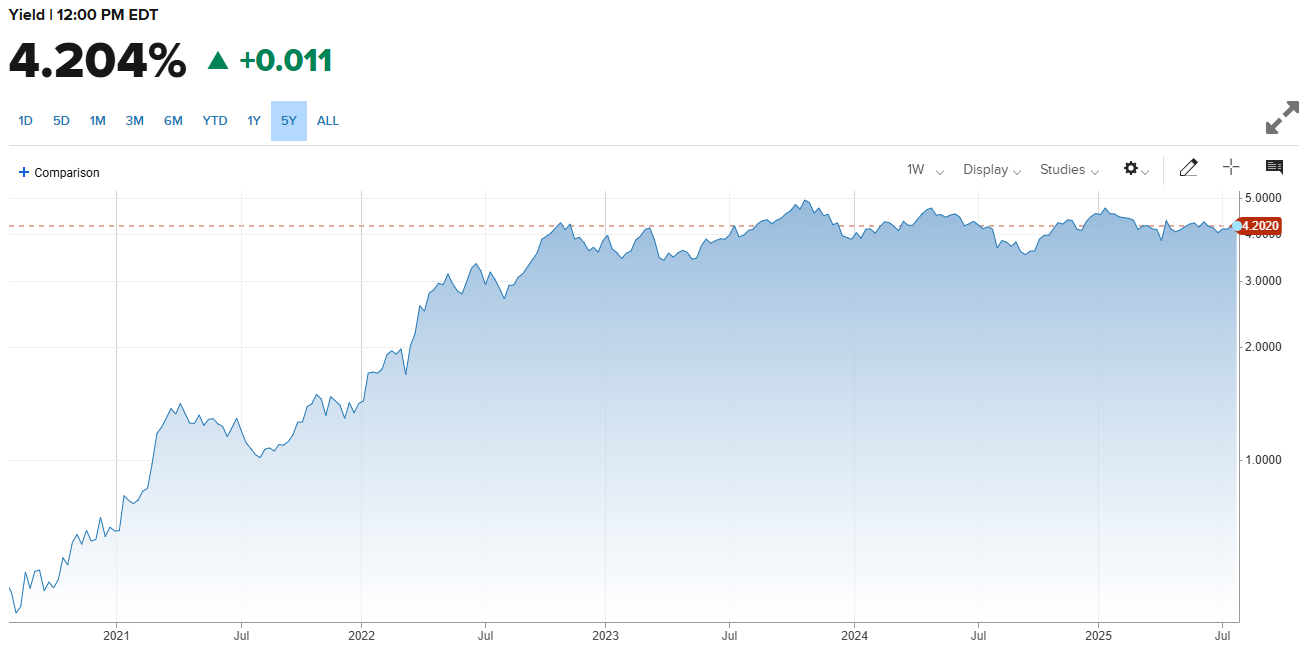 Yield | 12:00 PM EDT
4.204% ▲ +0.011
1D 5D 1M 3M 6M YTD 1Y 5Y ALL
+ Comparison 1W Display Studies
5.0000
4.2020
4.0000
3.0000
2.0000
1.0000
2021 Jul 2022 Jul 2023 Jul 2024 Jul 2025 Jul